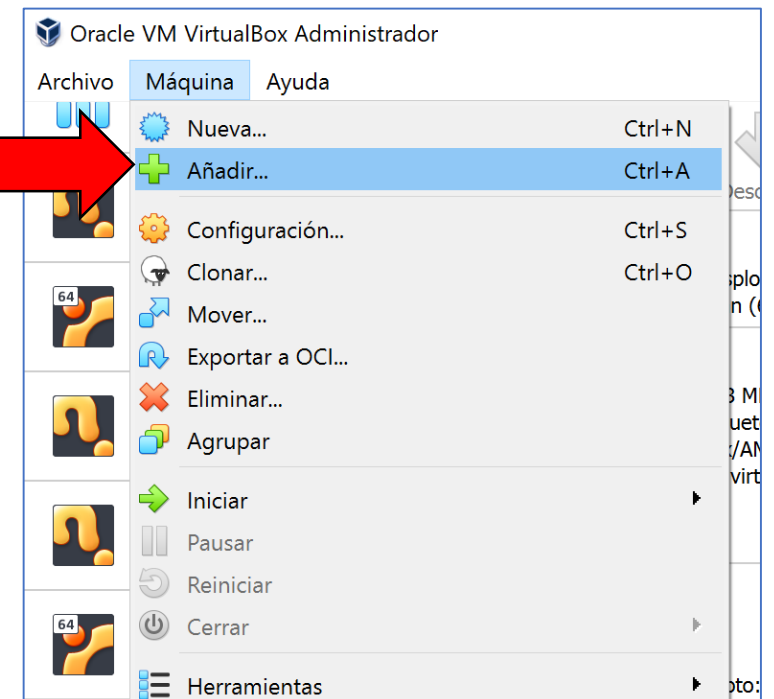 Oracle VM VirtualBox Administrador
Archivo Máquina Ayuda
Nueva... Ctrl+N
Añadir... Ctrl+A
Configuración... Ctrl+S
Clonar... Ctrl+O
64
Mover...
Exportar a OCI...
Eliminar...
Agrupar
Iniciar
Pausar
Reiniciar
64
Cerrar
Herramientas